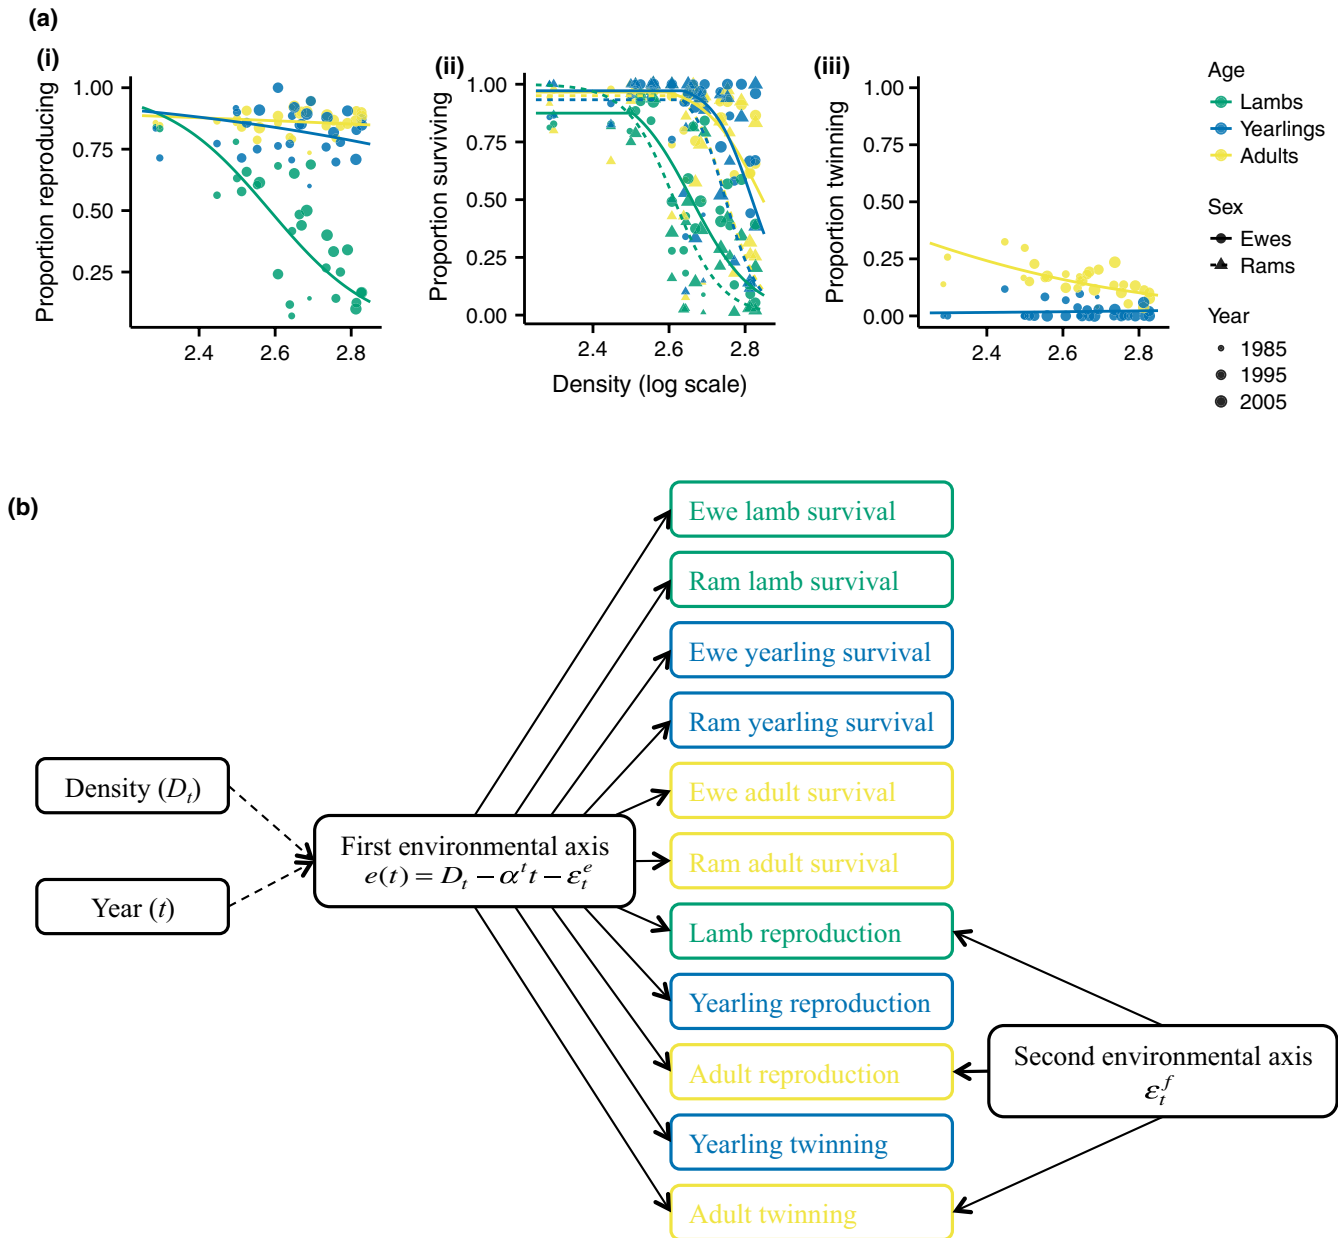 (a)
(i)
Proportion reproducing
1.00
0.75
0.50
0.25
2.4
2.6
2.8
(ii)
Proportion surviving
1.00
0.75
0.50
0.25
0.00
2.4
2.6
2.8
Density (log scale)
(iii)
Proportion twinning
1.00
0.75
0.50
0.25
0.00
2.4
2.6
2.8
Age
Lambs
Yearlings
Adults
Sex
Ewes
Rams
Year
1985
1995
2005
(b)
Density (D_t)
Year (t)
First environmental axis
e(t) = D_t − α^t t − ε_t^e
Ewe lamb survival
Ram lamb survival
Ewe yearling survival
Ram yearling survival
Ewe adult survival
Ram adult survival
Lamb reproduction
Yearling reproduction
Adult reproduction
Yearling twinning
Adult twinning
Second environmental axis
ε_t^f